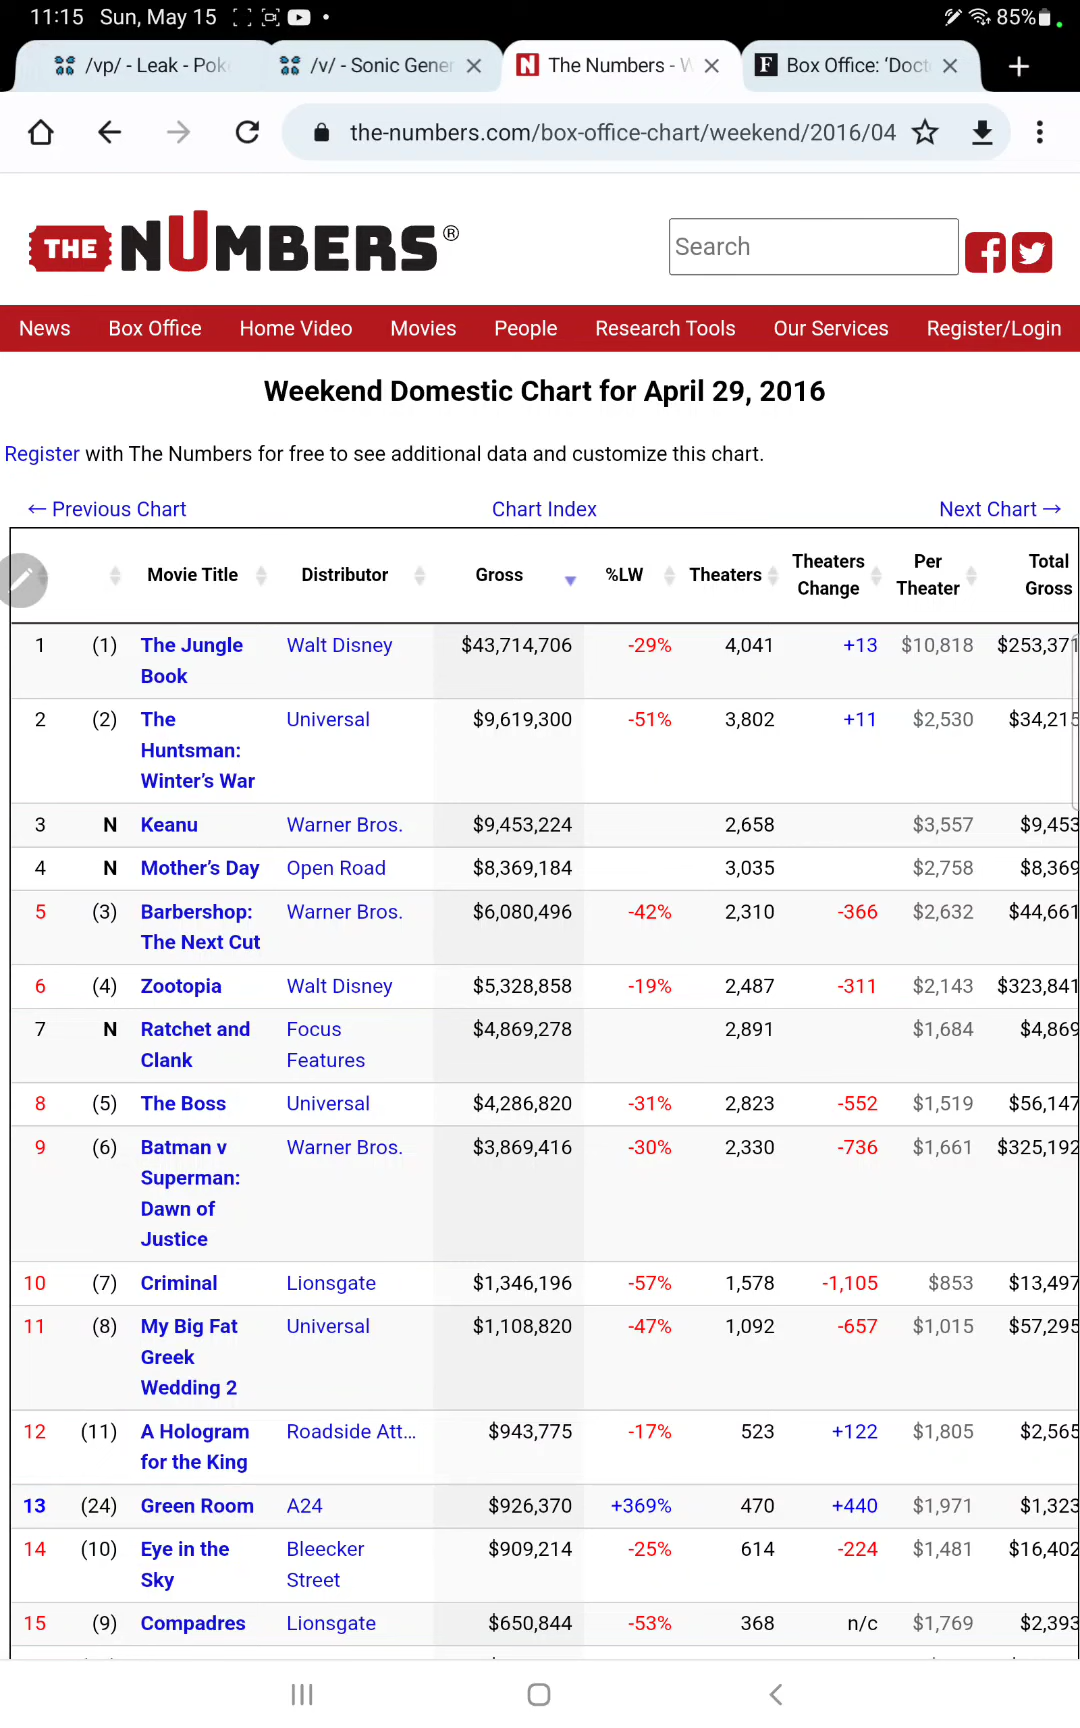 11:15 Sun, May 15 85%
/vp/ - Leak - Pok /v/ - Sonic Gener The Numbers - W Box Office: ‘Doct
the-numbers.com/box-office-chart/weekend/2016/04
THE NUMBERS®
Search
News Box Office Home Video Movies People Research Tools Our Services Register/Login
Weekend Domestic Chart for April 29, 2016
Register with The Numbers for free to see additional data and customize this chart.
← Previous Chart Chart Index Next Chart →
Movie Title Distributor Gross %LW Theaters Theaters Change Per Theater Total Gross
1 (1) The Jungle Book Walt Disney $43,714,706 -29% 4,041 +13 $10,818 $253,371
2 (2) The Huntsman: Winter’s War Universal $9,619,300 -51% 3,802 +11 $2,530 $34,215
3 N Keanu Warner Bros. $9,453,224 2,658 $3,557 $9,453
4 N Mother’s Day Open Road $8,369,184 3,035 $2,758 $8,369
5 (3) Barbershop: The Next Cut Warner Bros. $6,080,496 -42% 2,310 -366 $2,632 $44,661
6 (4) Zootopia Walt Disney $5,328,858 -19% 2,487 -311 $2,143 $323,841
7 N Ratchet and Clank Focus Features $4,869,278 2,891 $1,684 $4,869
8 (5) The Boss Universal $4,286,820 -31% 2,823 -552 $1,519 $56,147
9 (6) Batman v Superman: Dawn of Justice Warner Bros. $3,869,416 -30% 2,330 -736 $1,661 $325,192
10 (7) Criminal Lionsgate $1,346,196 -57% 1,578 -1,105 $853 $13,497
11 (8) My Big Fat Greek Wedding 2 Universal $1,108,820 -47% 1,092 -657 $1,015 $57,295
12 (11) A Hologram for the King Roadside Att... $943,775 -17% 523 +122 $1,805 $2,565
13 (24) Green Room A24 $926,370 +369% 470 +440 $1,971 $1,323
14 (10) Eye in the Sky Bleecker Street $909,214 -25% 614 -224 $1,481 $16,402
15 (9) Compadres Lionsgate $650,844 -53% 368 n/c $1,769 $2,393